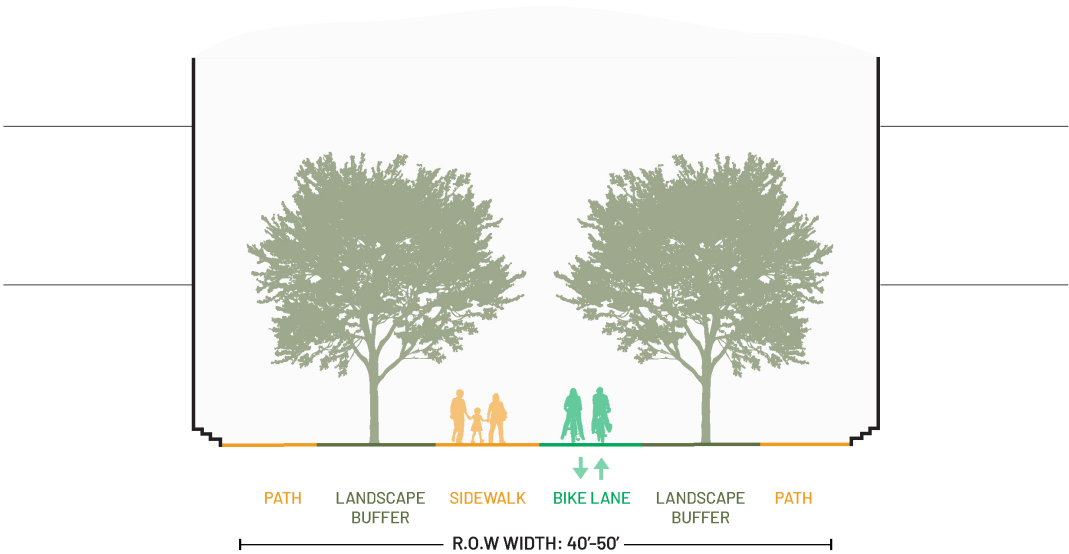 PATH
LANDSCAPE
BUFFER
SIDEWALK
BIKE LANE
LANDSCAPE
BUFFER
PATH
R.O.W WIDTH: 40'-50'